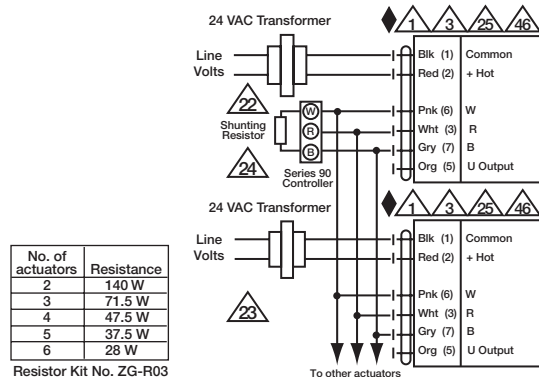 24 VAC Transformer
1 3 25 46
Line
Volts
Blk (1) Common
Red (2) + Hot
22
Pnk (6) W
Shunting
Resistor
W
R
B
Wht (3) R
Gry (7) B
24
Series 90
Controller
Org (5) U Output
24 VAC Transformer
1 3 25 46
Line
Volts
Blk (1) Common
Red (2) + Hot
No. of
actuators Resistance
2 140 W
3 71.5 W
4 47.5 W
5 37.5 W
6 28 W
Resistor Kit No. ZG-R03
23
Pnk (6) W
Wht (3) R
Gry (7) B
Org (5) U Output
To other actuators